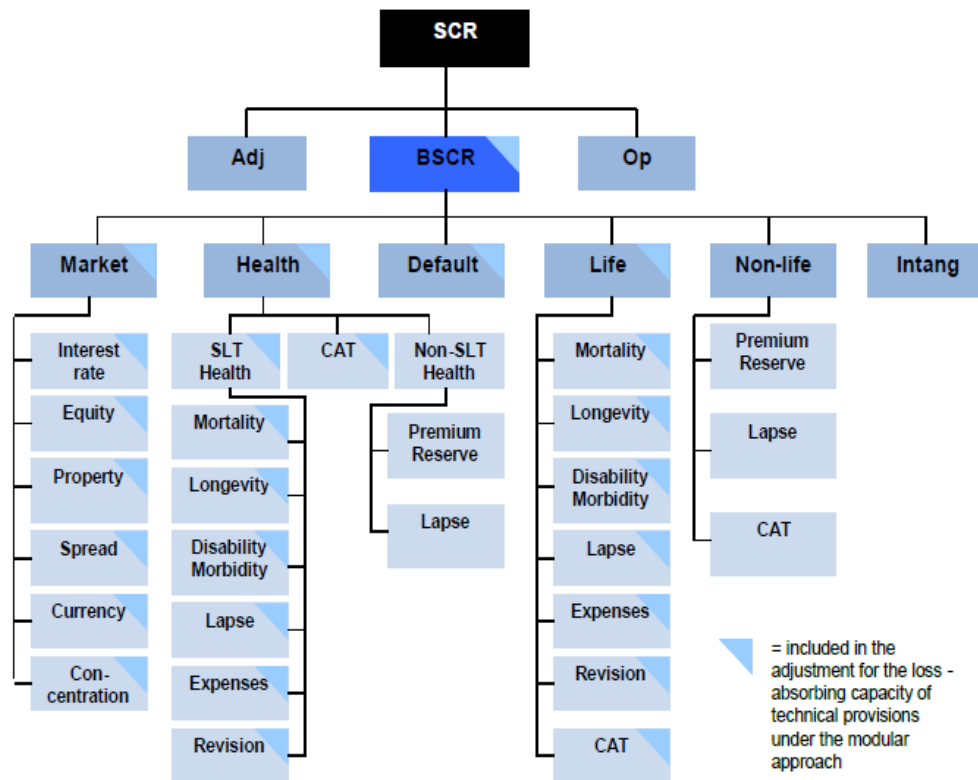 SCR
Adj
BSCR
Op
Market
Health
Default
Life
Non-life
Intang
Interest
rate
Equity
Property
Spread
Currency
Con-
centration
SLT
Health
CAT
Non-SLT
Health
Mortality
Longevity
Disability
Morbidity
Lapse
Expenses
Revision
Premium
Reserve
Lapse
Mortality
Longevity
Disability
Morbidity
Lapse
Expenses
Revision
CAT
Premium
Reserve
Lapse
CAT
= included in the
adjustment for the loss -
absorbing capacity of
technical provisions
under the modular
approach